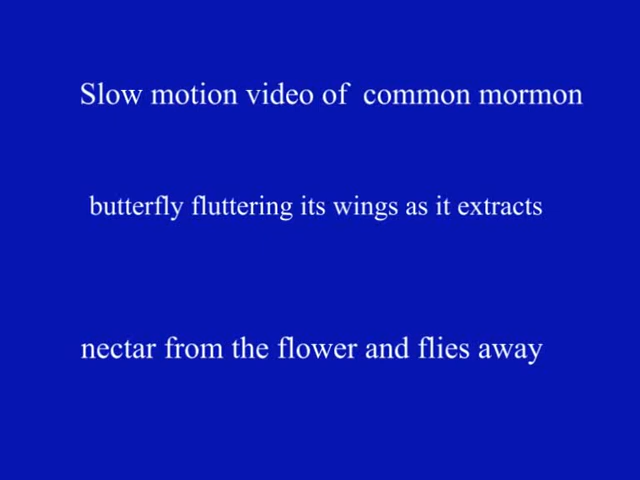 Slow motion video of common mormon
butterfly fluttering its wings as it extracts
nectar from the flower and flies away